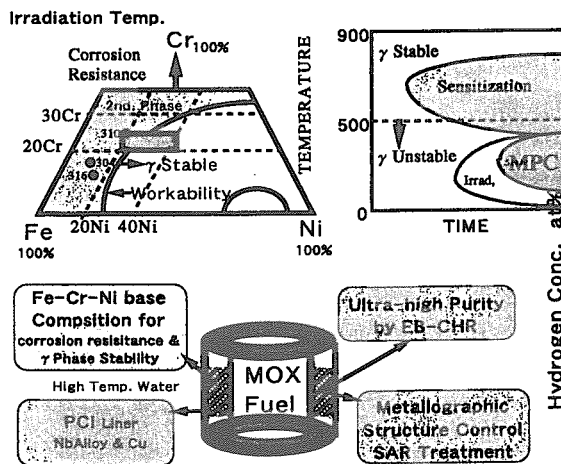 Irradiation Temp.
Corrosion
Resistance
Cr100%
2nd. Phase
30Cr
310
20Cr
304
316
γ Stable
Workability
Fe
100%
20Ni 40Ni
Ni
100%
900
γ Stable
Sensitization
TEMPERATURE
500
γ Unstable
MPC
Irrad,
0
TIME
Hydrogen Conc. at%
Fe-Cr-Ni base
Compsition for
corrosion resisitance &
γ Phase Stability
Ultra-high Purity
by EB-CHR
High Temp. Water
MOX
Fuel
PCI Liner
NbAlloy & Cu
Metallographic
Structure Control
SAR Treatment